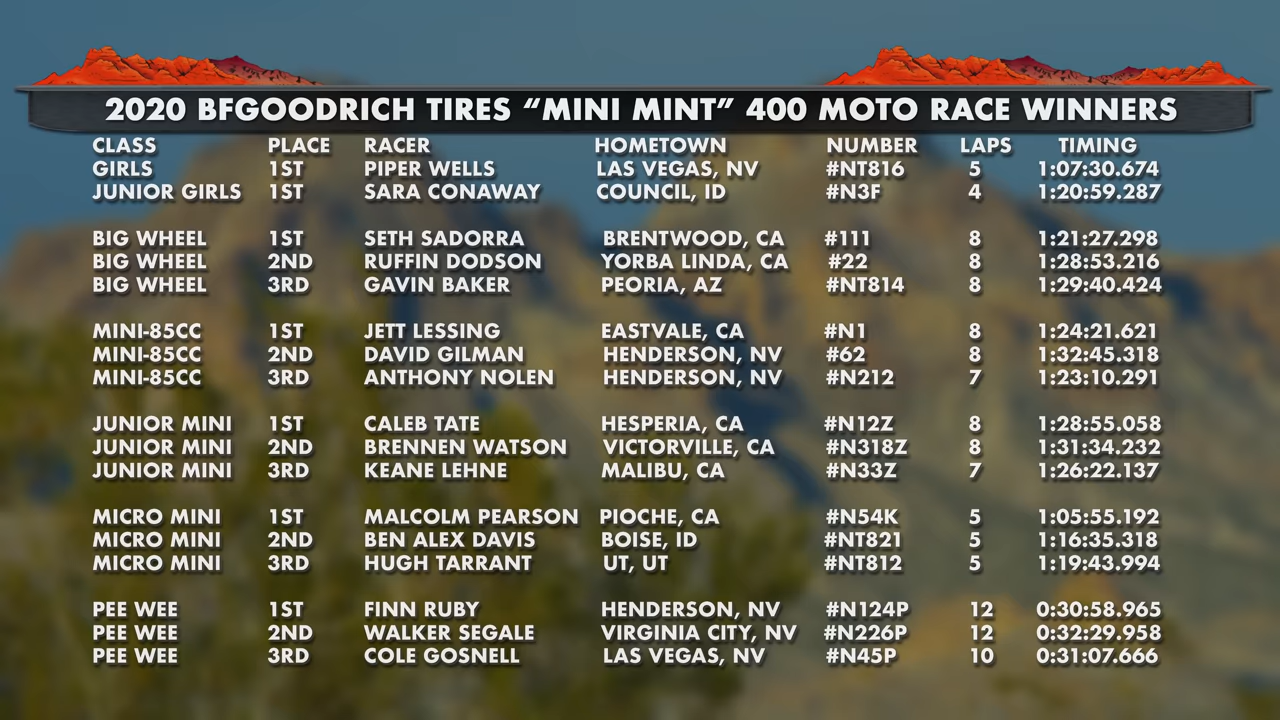 2020 BFGOODRICH TIRES “MINI MINT” 400 MOTO RACE WINNERS
CLASS PLACE RACER HOMETOWN NUMBER LAPS TIMING
GIRLS 1ST PIPER WELLS LAS VEGAS, NV #NT816 5 1:07:30.674
JUNIOR GIRLS 1ST SARA CONAWAY COUNCIL, ID #N3F 4 1:20:59.287
BIG WHEEL 1ST SETH SADORRA BRENTWOOD, CA #111 8 1:21:27.298
BIG WHEEL 2ND RUFFIN DODSON YORBA LINDA, CA #22 8 1:28:53.216
BIG WHEEL 3RD GAVIN BAKER PEORIA, AZ #NT814 8 1:29:40.424
MINI-85CC 1ST JETT LESSING EASTVALE, CA #N1 8 1:24:21.621
MINI-85CC 2ND DAVID GILMAN HENDERSON, NV #62 8 1:32:45.318
MINI-85CC 3RD ANTHONY NOLEN HENDERSON, NV #N212 7 1:23:10.291
JUNIOR MINI 1ST CALEB TATE HESPERIA, CA #N12Z 8 1:28:55.058
JUNIOR MINI 2ND BRENNEN WATSON VICTORVILLE, CA #N318Z 8 1:31:34.232
JUNIOR MINI 3RD KEANE LEHNE MALIBU, CA #N33Z 7 1:26:22.137
MICRO MINI 1ST MALCOLM PEARSON PIOCHE, CA #N54K 5 1:05:55.192
MICRO MINI 2ND BEN ALEX DAVIS BOISE, ID #NT821 5 1:16:35.318
MICRO MINI 3RD HUGH TARRANT UT, UT #NT812 5 1:19:43.994
PEE WEE 1ST FINN RUBY HENDERSON, NV #N124P 12 0:30:58.965
PEE WEE 2ND WALKER SEGALE VIRGINIA CITY, NV #N226P 12 0:32:29.958
PEE WEE 3RD COLE GOSNELL LAS VEGAS, NV #N45P 10 0:31:07.666